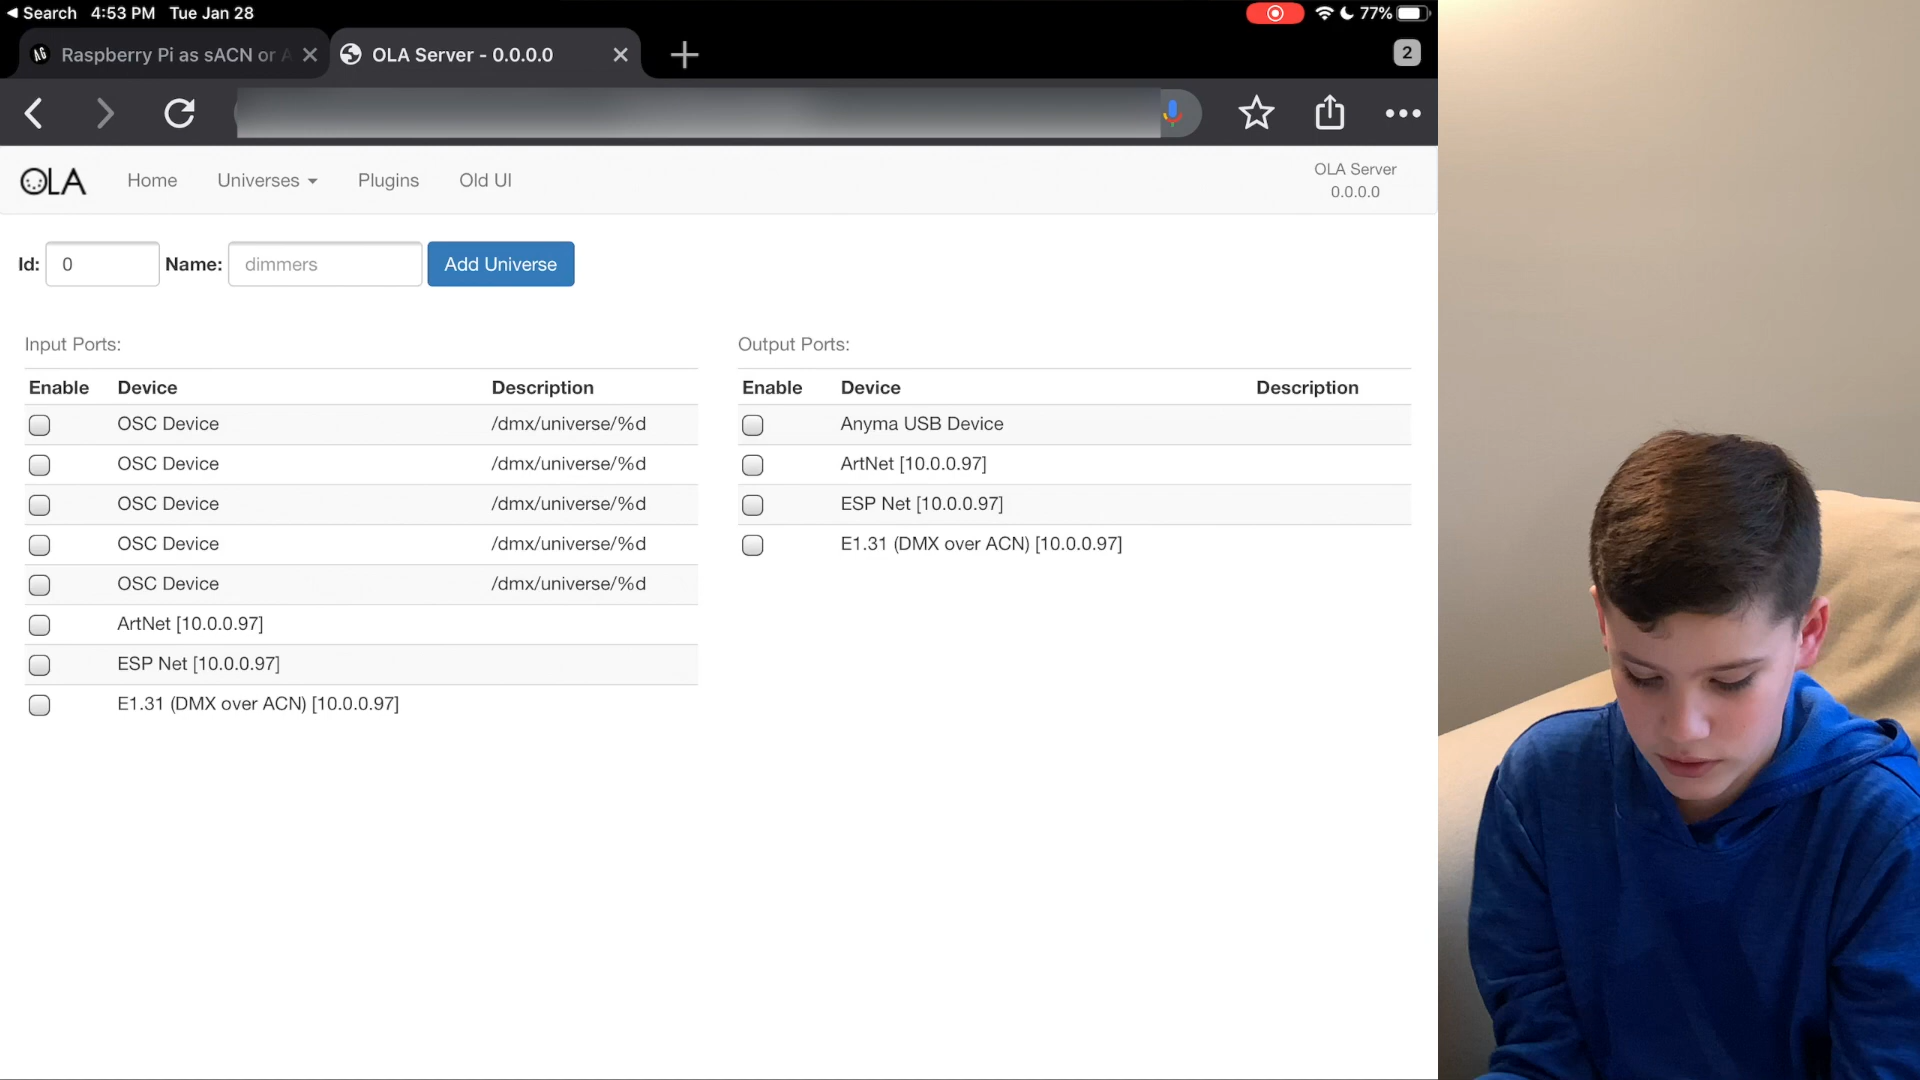 Search 4:53 PM Tue Jan 28 77%
Raspberry Pi as sACN or A
OLA Server - 0.0.0.0
2
OLA Home Universes Plugins Old UI
OLA Server
0.0.0.0
Id: 0 Name: dimmers Add Universe
Input Ports:
Enable Device Description
OSC Device /dmx/universe/%d
OSC Device /dmx/universe/%d
OSC Device /dmx/universe/%d
OSC Device /dmx/universe/%d
OSC Device /dmx/universe/%d
ArtNet [10.0.0.97]
ESP Net [10.0.0.97]
E1.31 (DMX over ACN) [10.0.0.97]
Output Ports:
Enable Device Description
Anyma USB Device
ArtNet [10.0.0.97]
ESP Net [10.0.0.97]
E1.31 (DMX over ACN) [10.0.0.97]